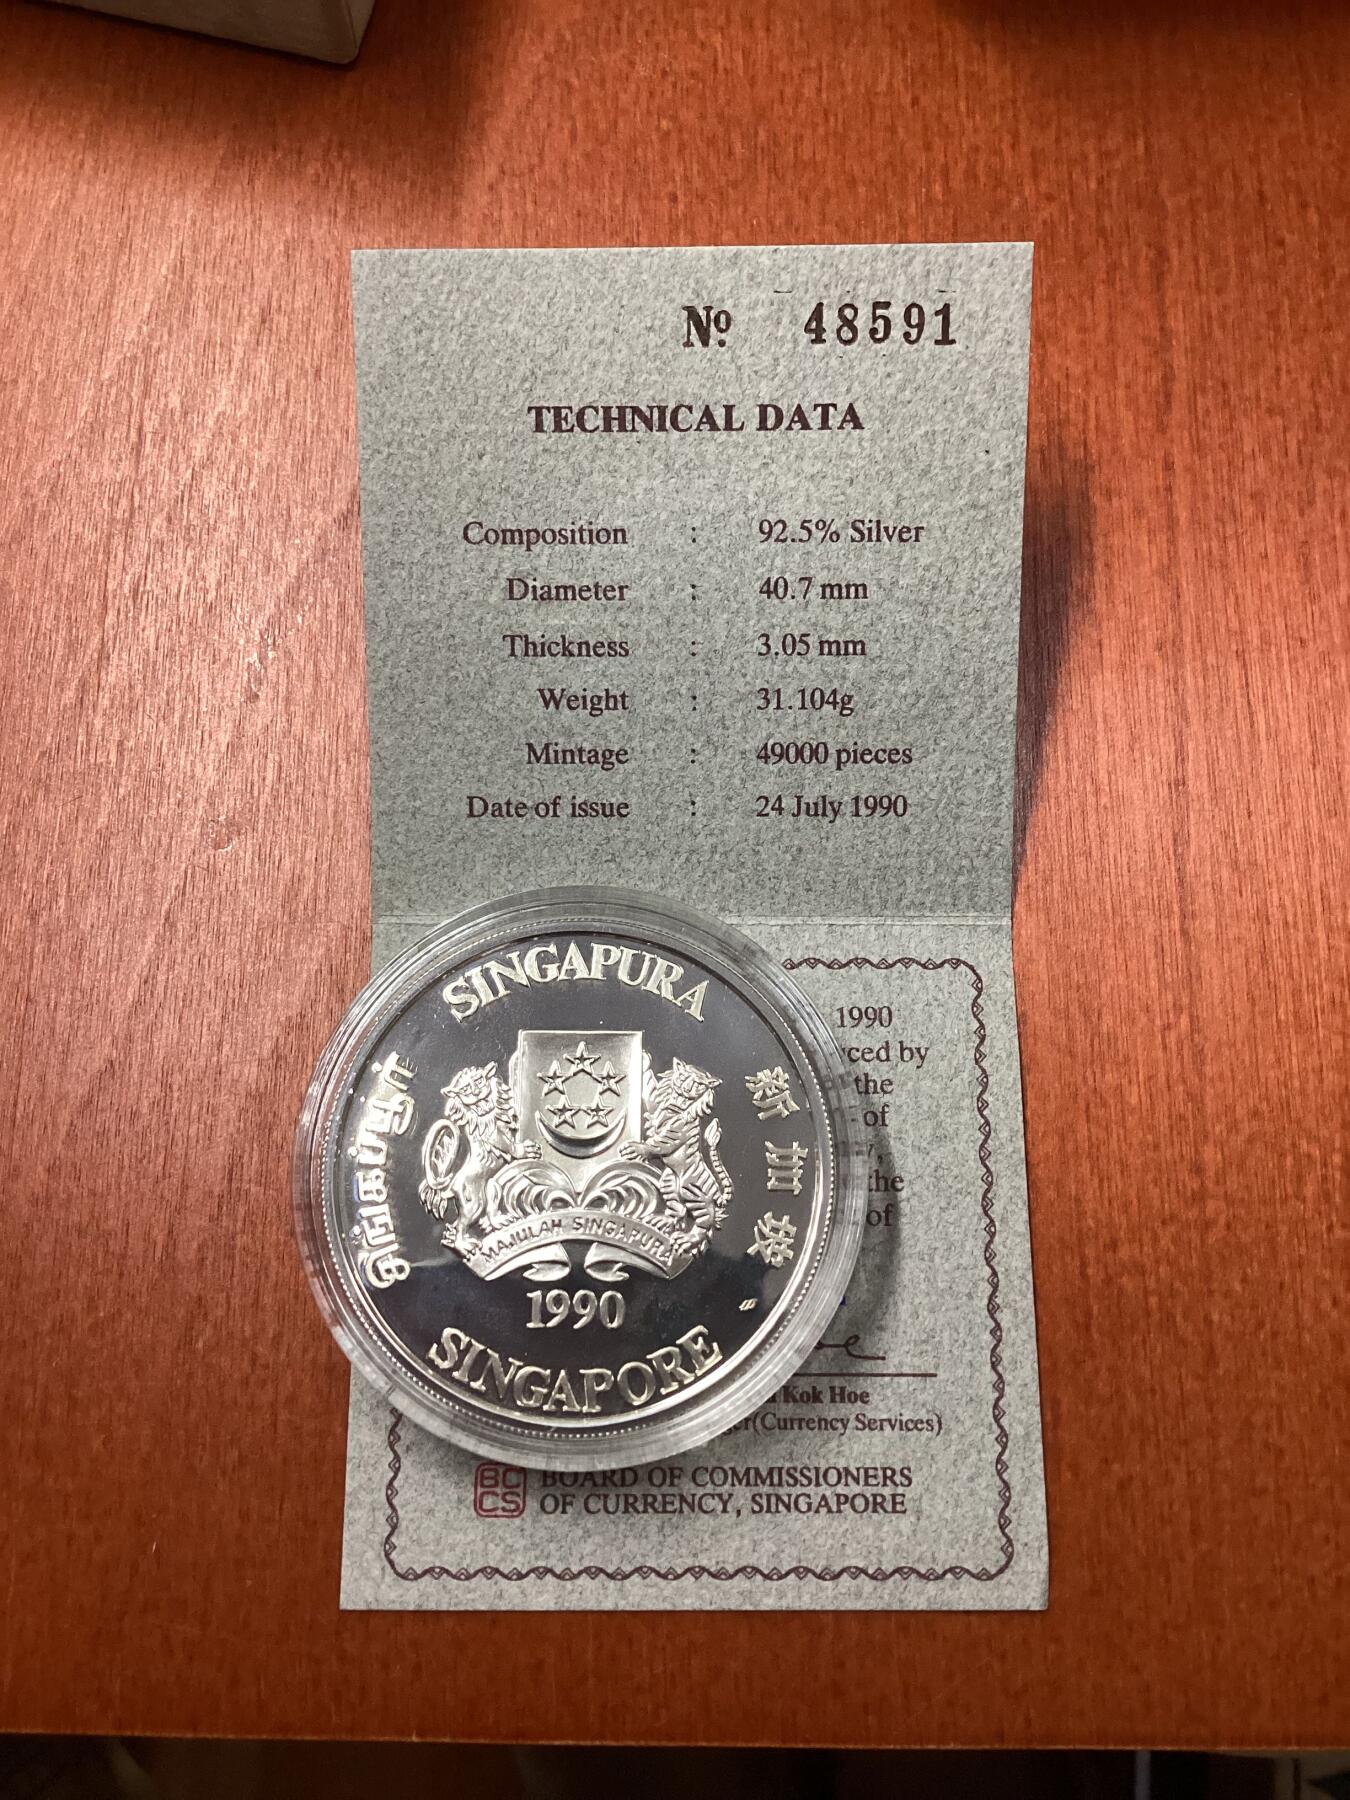 No 48591
TECHNICAL DATA
Composition : 92.5% Silver
Diameter : 40.7 mm
Thickness : 3.05 mm
Weight : 31.104g
Mintage : 49000 pieces
Date of issue : 24 July 1990
SINGAPURA
சிங்கப்பூர்
新加坡
MAJULAH SINGAPURA
1990
SINGAPORE
1990
by
the
of
the
of
Kok Hoe
(Currency Services)
BCCS
BOARD OF COMMISSIONERS
OF CURRENCY, SINGAPORE